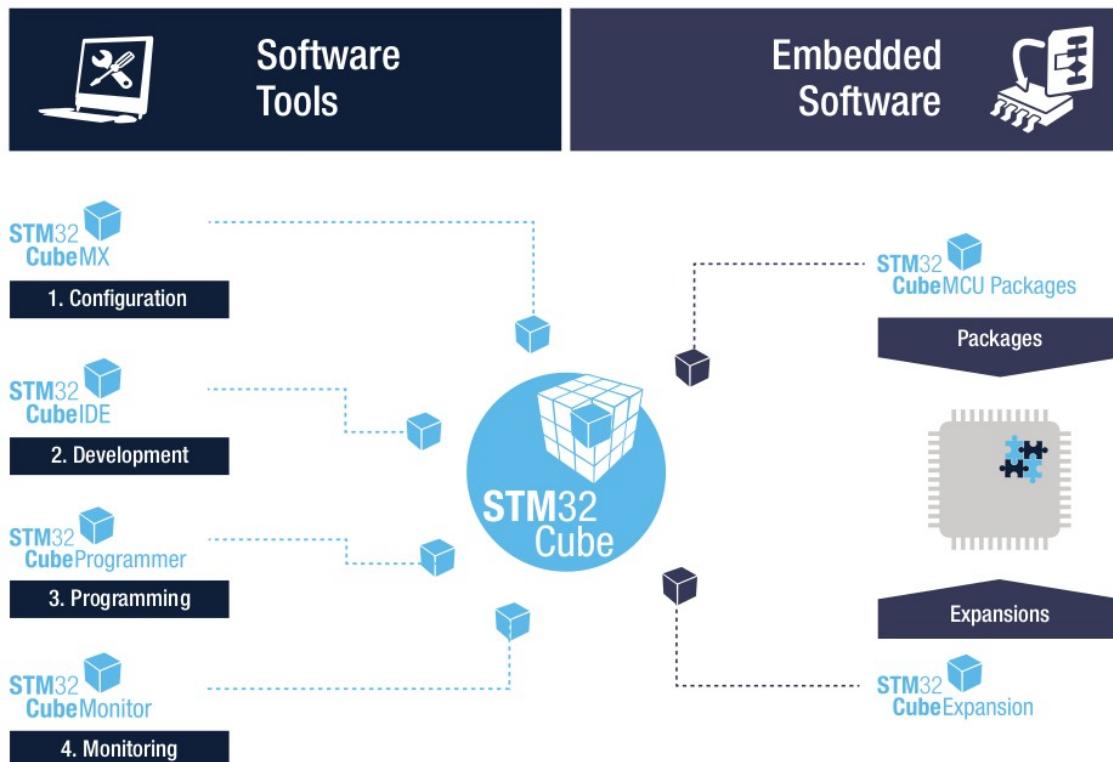 Software
Tools
Embedded
Software
STM32
CubeMX
1. Configuration
STM32
CubeIDE
2. Development
STM32
CubeProgrammer
3. Programming
STM32
CubeMonitor
4. Monitoring
STM32
Cube
STM32
CubeMCU Packages
Packages
Expansions
STM32
CubeExpansion